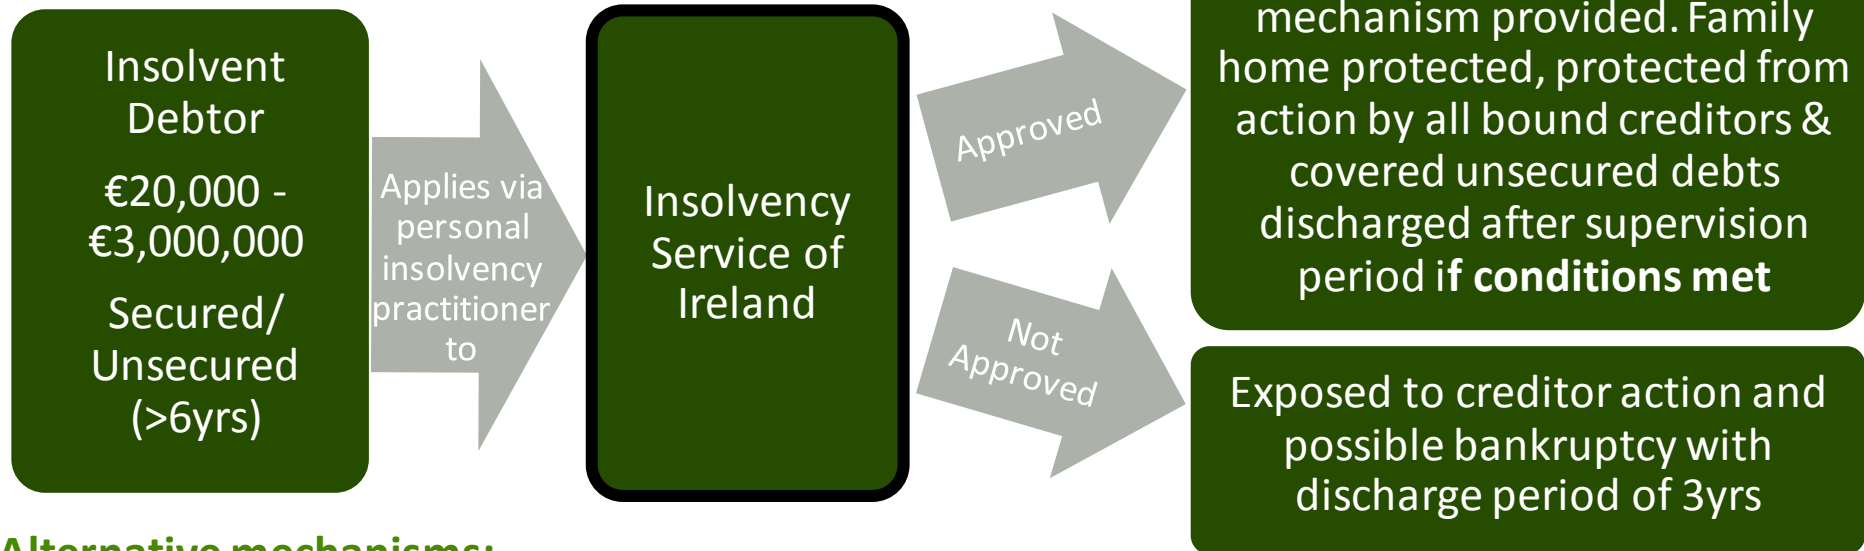 Insolvent
Debtor
€20,000 -
€3,000,000
Secured/
Unsecured
(>6yrs)
Applies via
personal
insolvency
practitioner
to
Insolvency
Service of
Ireland
Approved
Not
Approved
mechanism provided. Family
home protected, protected from
action by all bound creditors &
covered unsecured debts
discharged after supervision
period if conditions met
Exposed to creditor action and
possible bankruptcy with
discharge period of 3yrs
Alternative mechanisms: